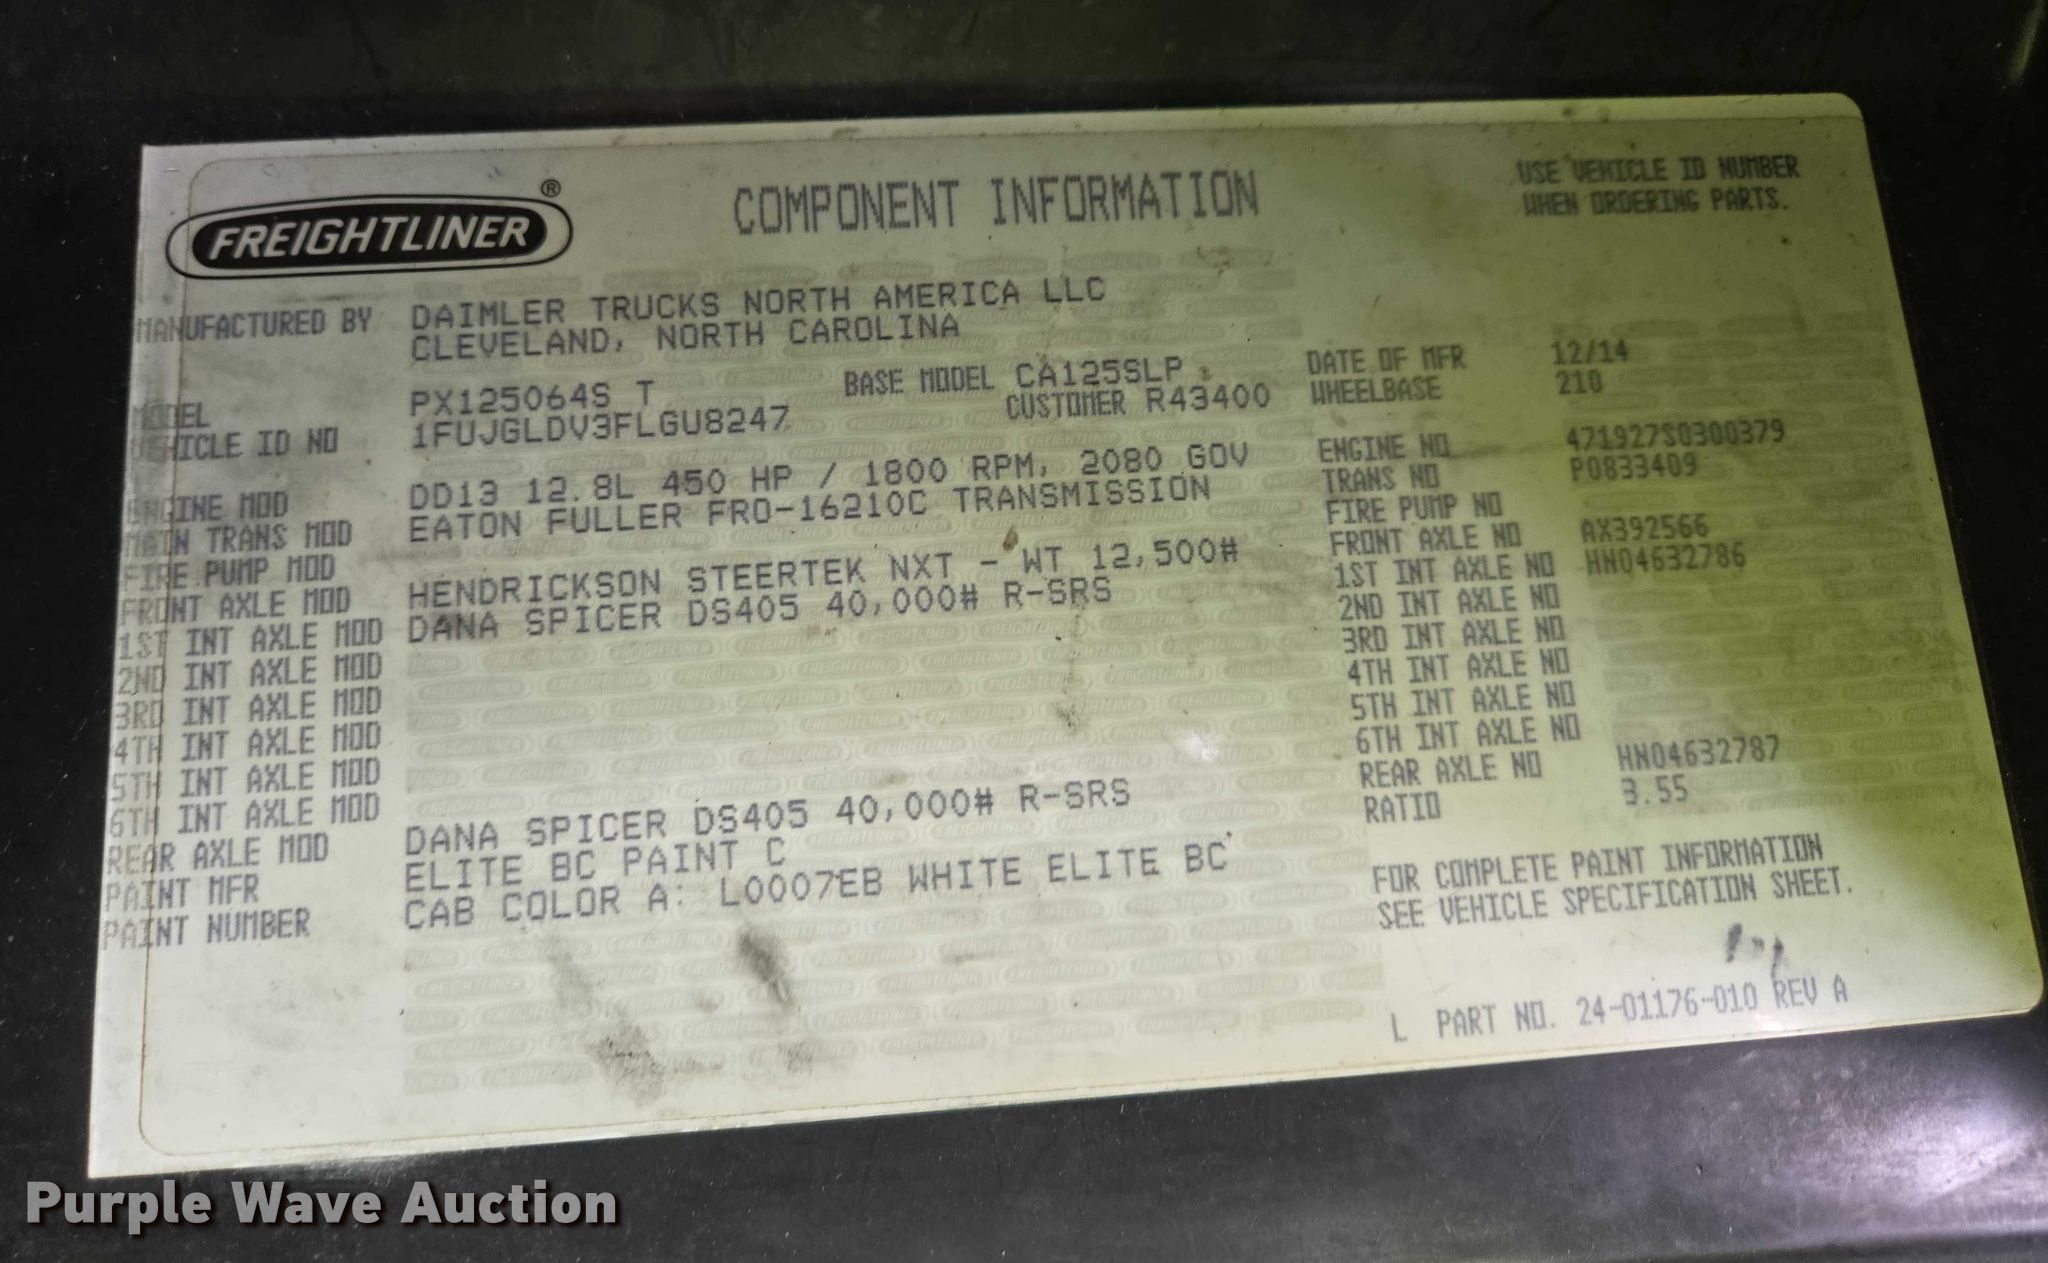 FREIGHTLINER®
COMPONENT INFORMATION
USE VEHICLE ID NUMBER
WHEN ORDERING PARTS.
MANUFACTURED BY DAIMLER TRUCKS NORTH AMERICA LLC
CLEVELAND, NORTH CAROLINA
DATE OF MFR 12/14
MODEL PX125064S T BASE MODEL CA125SLP WHEELBASE 210
VEHICLE ID NO 1FUJGLDV3FLGU8247 CUSTOMER R43400
ENGINE MOD DD13 12.8L 450 HP / 1800 RPM, 2080 GOV ENGINE NO 471927S0300379
MAIN TRANS MOD EATON FULLER FRO-16210C TRANSMISSION TRANS NO P0833409
FIRE PUMP MOD FIRE PUMP NO
FRONT AXLE MOD HENDRICKSON STEERTEK NXT - WT 12,500# FRONT AXLE NO AX392566
1ST INT AXLE MOD DANA SPICER DS405 40,000# R-SRS 1ST INT AXLE NO HN04632786
2ND INT AXLE MOD 2ND INT AXLE NO
3RD INT AXLE MOD 3RD INT AXLE NO
4TH INT AXLE MOD 4TH INT AXLE NO
5TH INT AXLE MOD 5TH INT AXLE NO
6TH INT AXLE MOD 6TH INT AXLE NO
REAR AXLE MOD DANA SPICER DS405 40,000# R-SRS REAR AXLE NO HN04632787
PAINT MFR ELITE BC PAINT C RATIO 3.55
PAINT NUMBER CAB COLOR A: L0007EB WHITE ELITE BC
FOR COMPLETE PAINT INFORMATION
SEE VEHICLE SPECIFICATION SHEET.
L PART NO. 24-01176-010 REV A
Purple Wave Auction